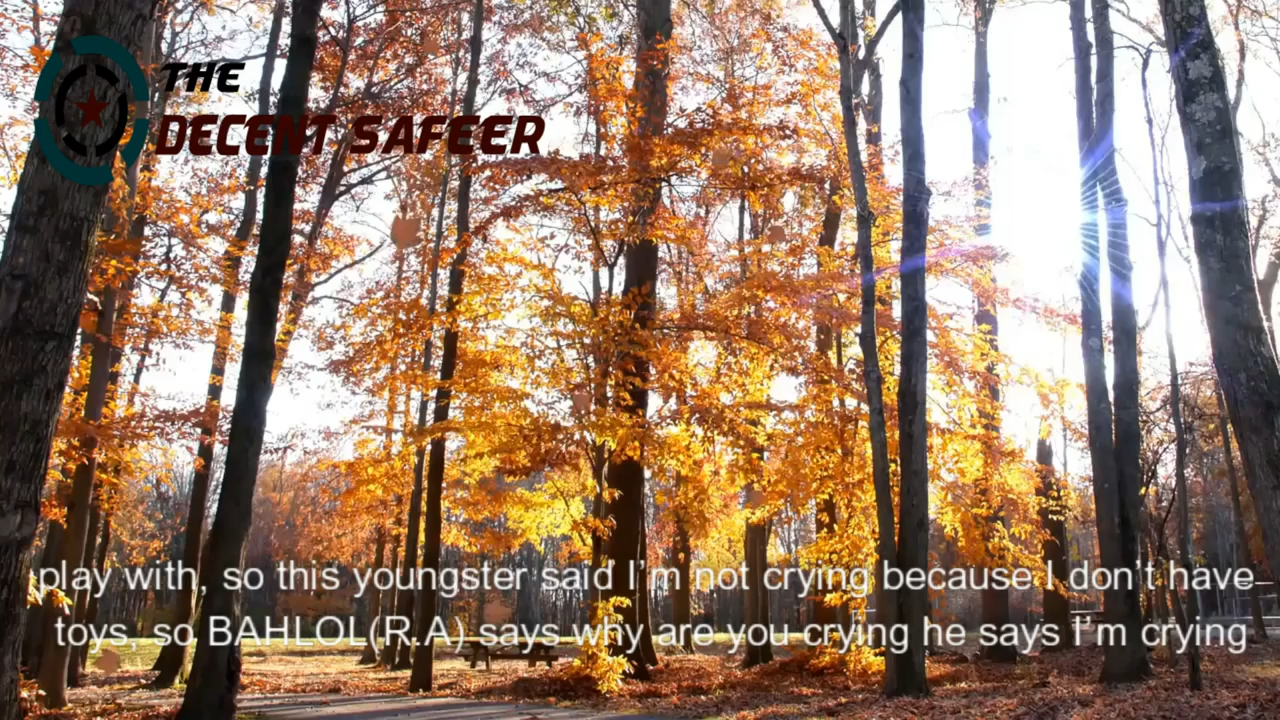 THE
DECENT SAFEER
play with, so this youngster said I'm not crying because I don't have
toys, so BAHLOL(R.A) says why are you crying he says I'm crying